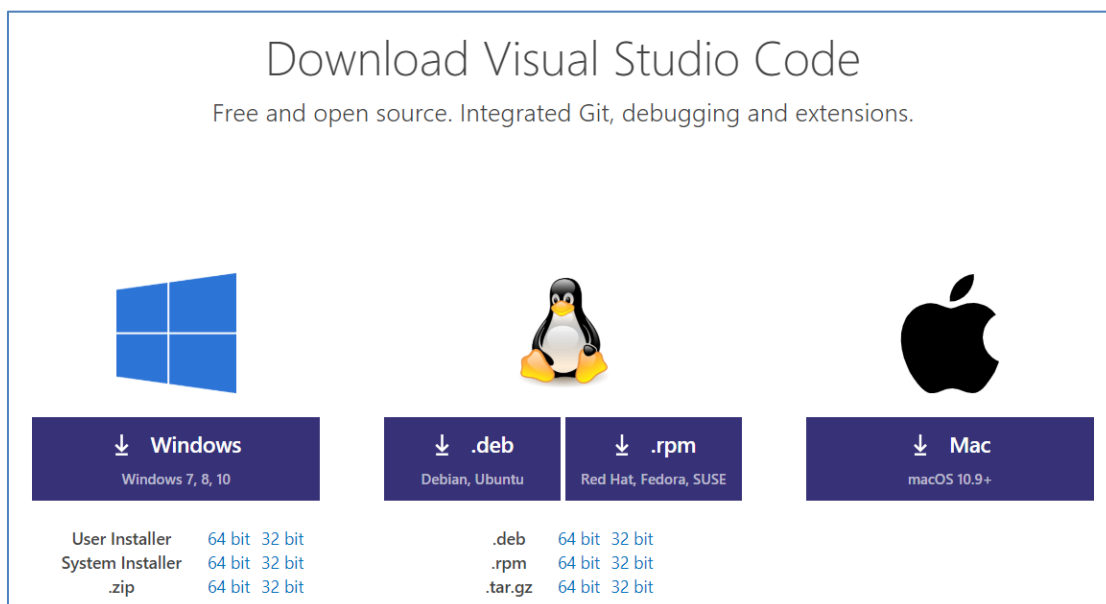 Download Visual Studio Code
Free and open source. Integrated Git, debugging and extensions.
Windows
Windows 7, 8, 10
.deb
Debian, Ubuntu
.rpm
Red Hat, Fedora, SUSE
Mac
macOS 10.9+
User Installer 64 bit 32 bit
System Installer 64 bit 32 bit
.zip 64 bit 32 bit
.deb 64 bit 32 bit
.rpm 64 bit 32 bit
.tar.gz 64 bit 32 bit